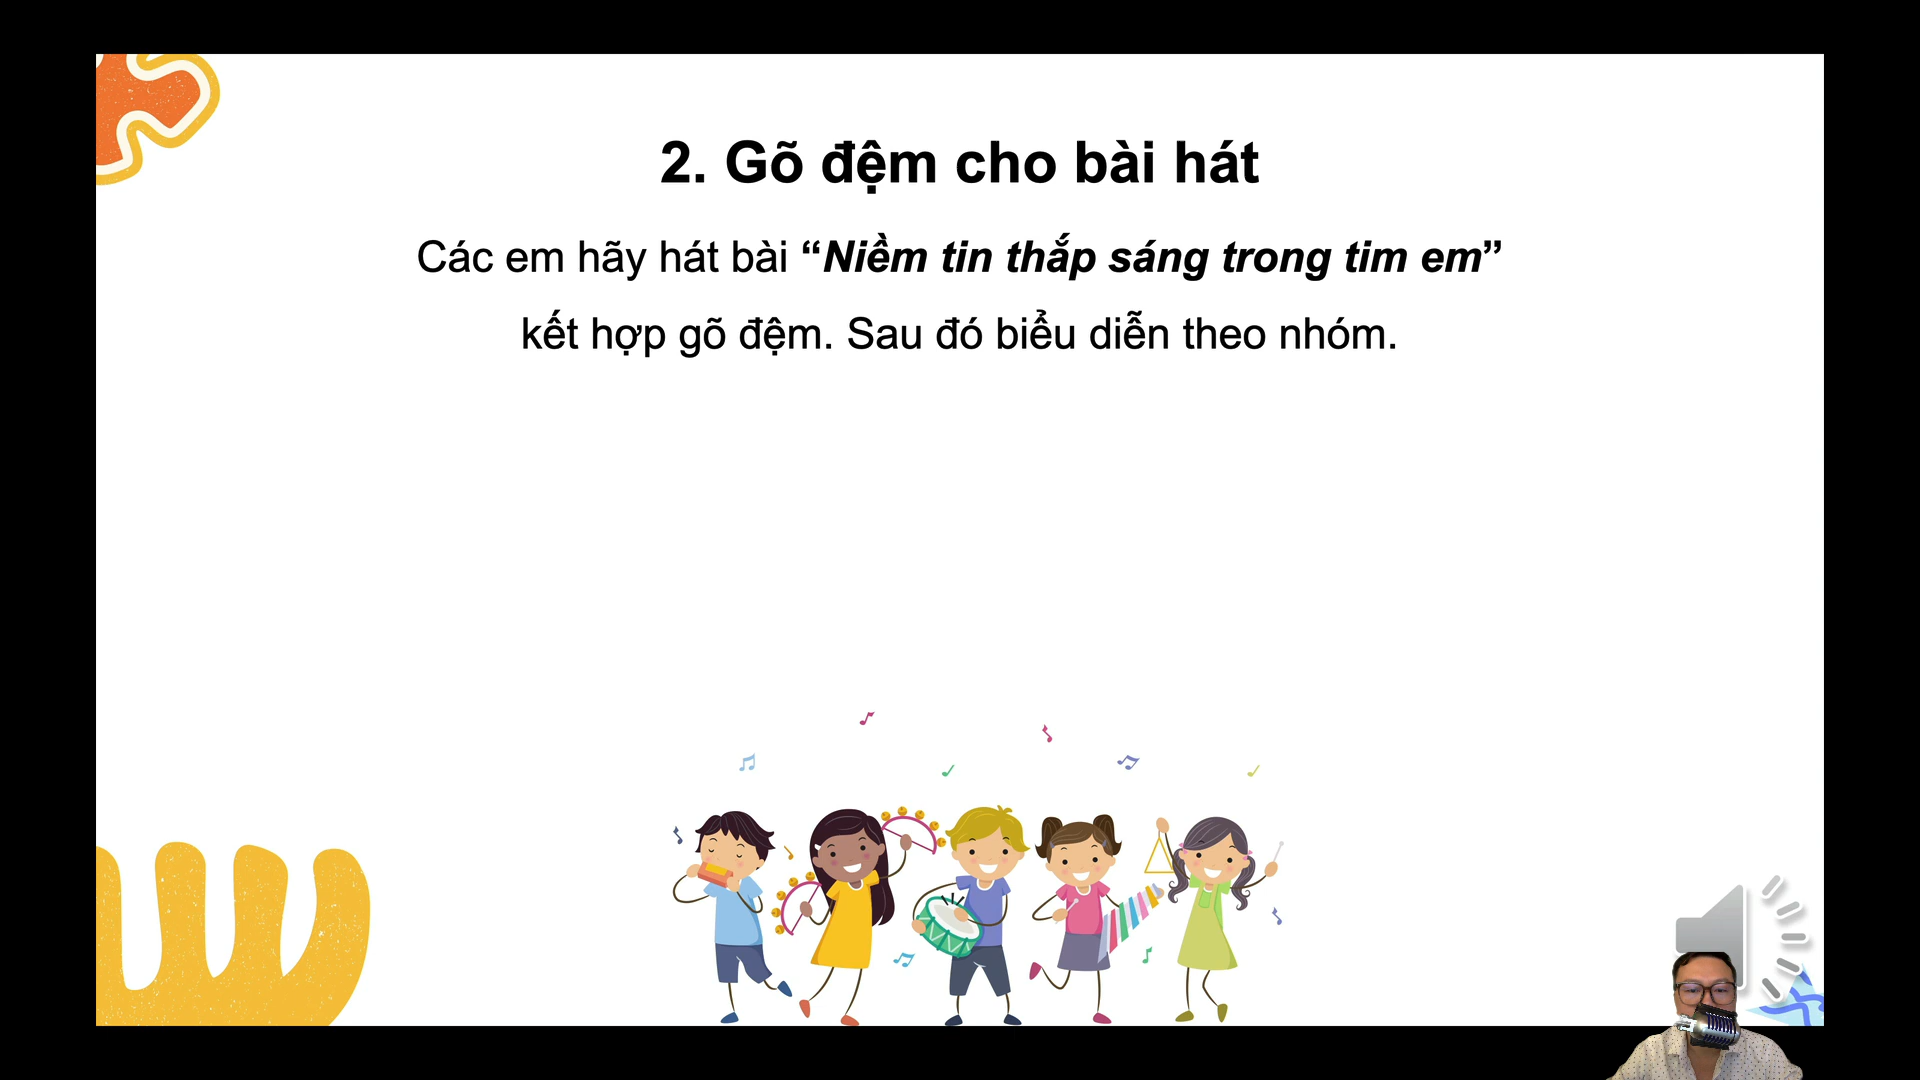 2. Gõ đệm cho bài hát
Các em hãy hát bài “Niềm tin thắp sáng trong tim em”
kết hợp gõ đệm. Sau đó biểu diễn theo nhóm.